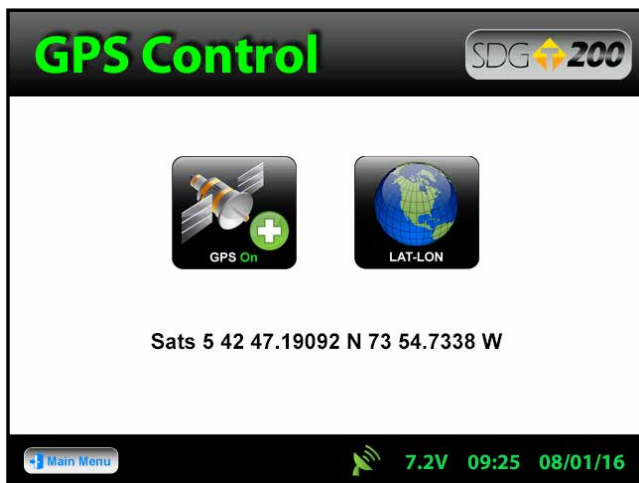 GPS Control
SDG 200
GPS On
LAT-LON
Sats 5 42 47.19092 N 73 54.7338 W
Main Menu
7.2V 09:25 08/01/16